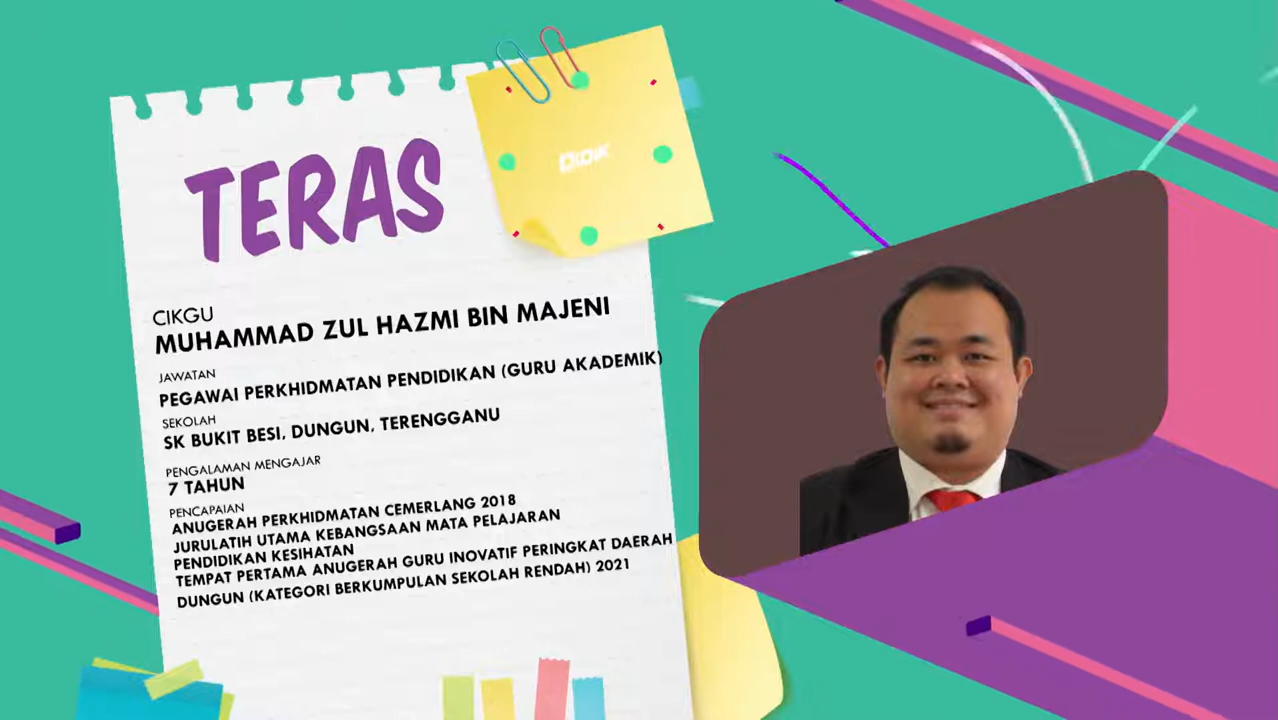 DIDIK
TERAS
CIKGU
MUHAMMAD ZUL HAZMI BIN MAJENI
JAWATAN
PEGAWAI PERKHIDMATAN PENDIDIKAN (GURU AKADEMIK)
SEKOLAH
SK BUKIT BESI, DUNGUN, TERENGGANU
PENGALAMAN MENGAJAR
7 TAHUN
PENCAPAIAN
ANUGERAH PERKHIDMATAN CEMERLANG 2018
JURULATIH UTAMA KEBANGSAAN MATA PELAJARAN
PENDIDIKAN KESIHATAN
TEMPAT PERTAMA ANUGERAH GURU INOVATIF PERINGKAT DAERAH
DUNGUN (KATEGORI BERKUMPULAN SEKOLAH RENDAH) 2021